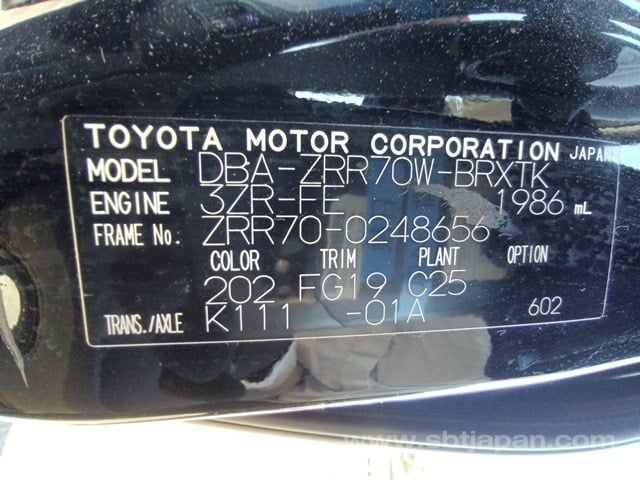 TOYOTA MOTOR CORPORATION JAPAN
MODEL DBA-ZRR70W-BRXTK
ENGINE 3ZR-FE 1986 mL
FRAME No. ZRR70-0248656
COLOR TRIM PLANT OPTION
202 FG19 C25
TRANS./AXLE K111 -01A 602
www.sbtjapan.com